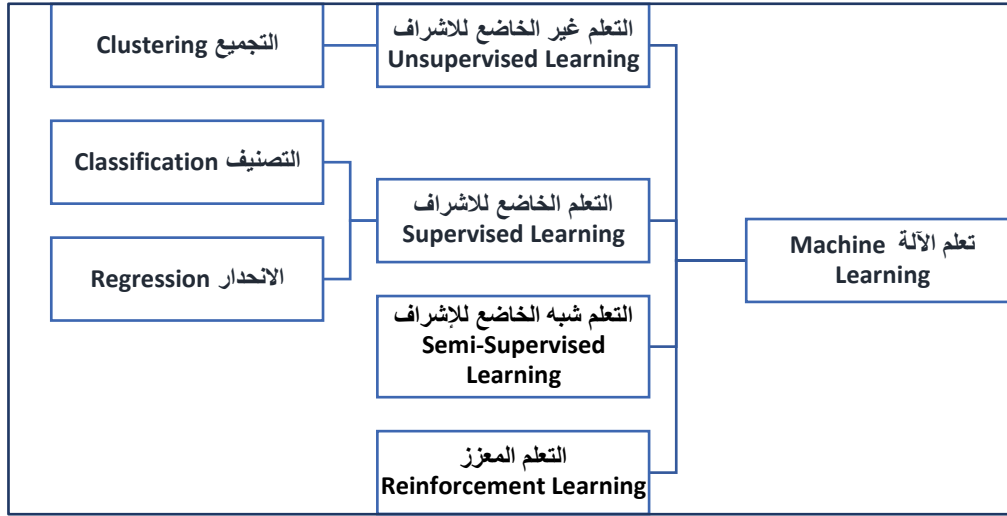 التعلم غير الخاضع للاشراف
Unsupervised Learning
التجميع Clustering
التصنيف Classification
التعلم الخاضع للاشراف
Supervised Learning
تعلم الآلة Machine
Learning
الانحدار Regression
التعلم شبه الخاضع للإشراف
Semi-Supervised
Learning
التعلم المعزز
Reinforcement Learning